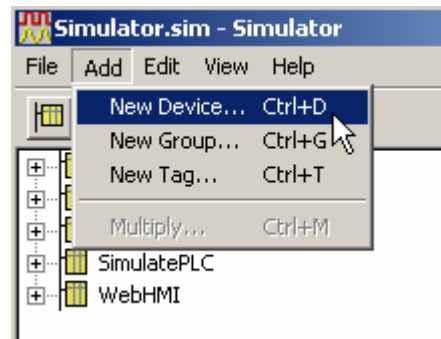 Simulator.sim - Simulator
File Add Edit View Help
New Device... Ctrl+D
New Group... Ctrl+G
New Tag... Ctrl+T
Multiply... Ctrl+M
SimulatePLC
WebHMI